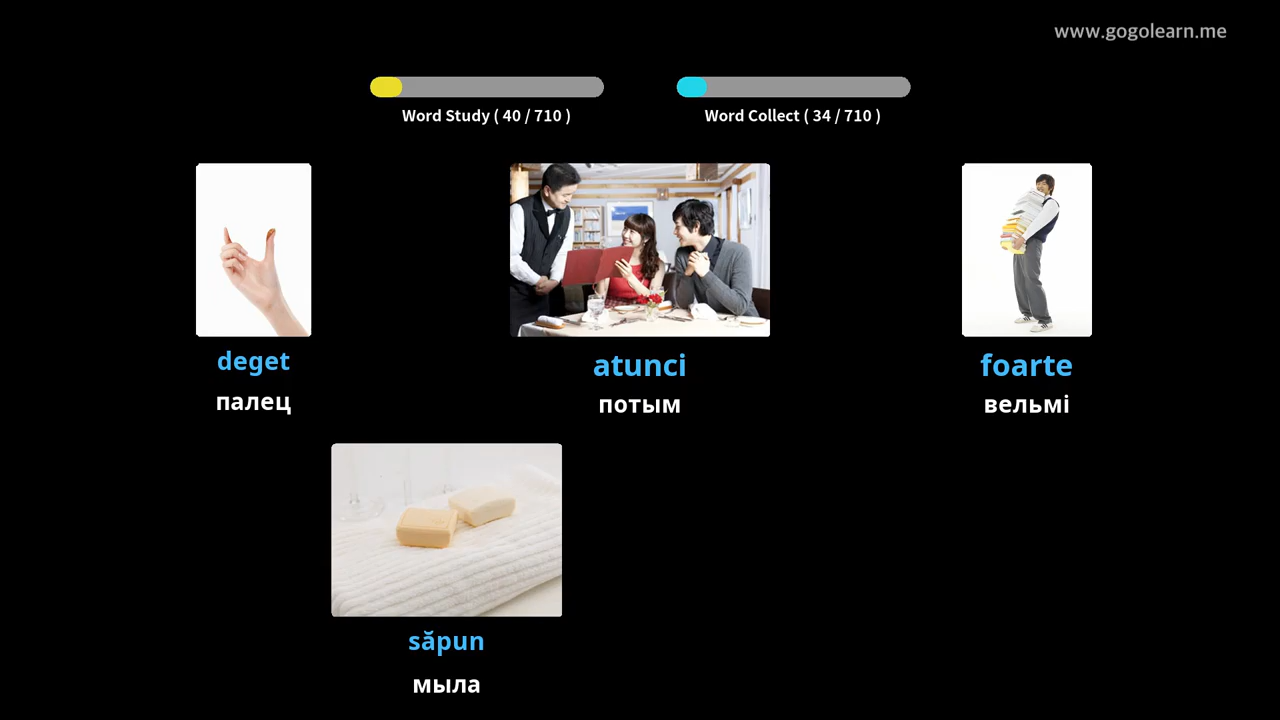 www.gogolearn.me
Word Study ( 40 / 710 )
Word Collect ( 34 / 710 )
deget
палец
atunci
потым
foarte
вельмі
săpun
мыла